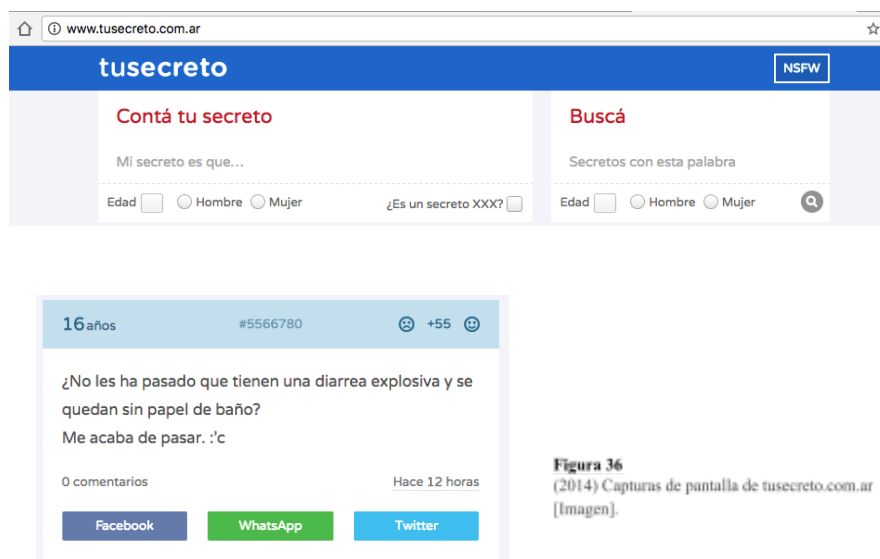 www.tusecreto.com.ar
tusecreto
NSFW
Contá tu secreto
Mi secreto es que...
Edad Hombre Mujer ¿Es un secreto XXX?
Buscá
Secretos con esta palabra
Edad Hombre Mujer
16 años #5566780 +55
¿No les ha pasado que tienen una diarrea explosiva y se
quedan sin papel de baño?
Me acaba de pasar. :'c
0 comentarios Hace 12 horas
Facebook WhatsApp Twitter
Figura 36
(2014) Capturas de pantalla de tusecreto.com.ar
[Imagen].